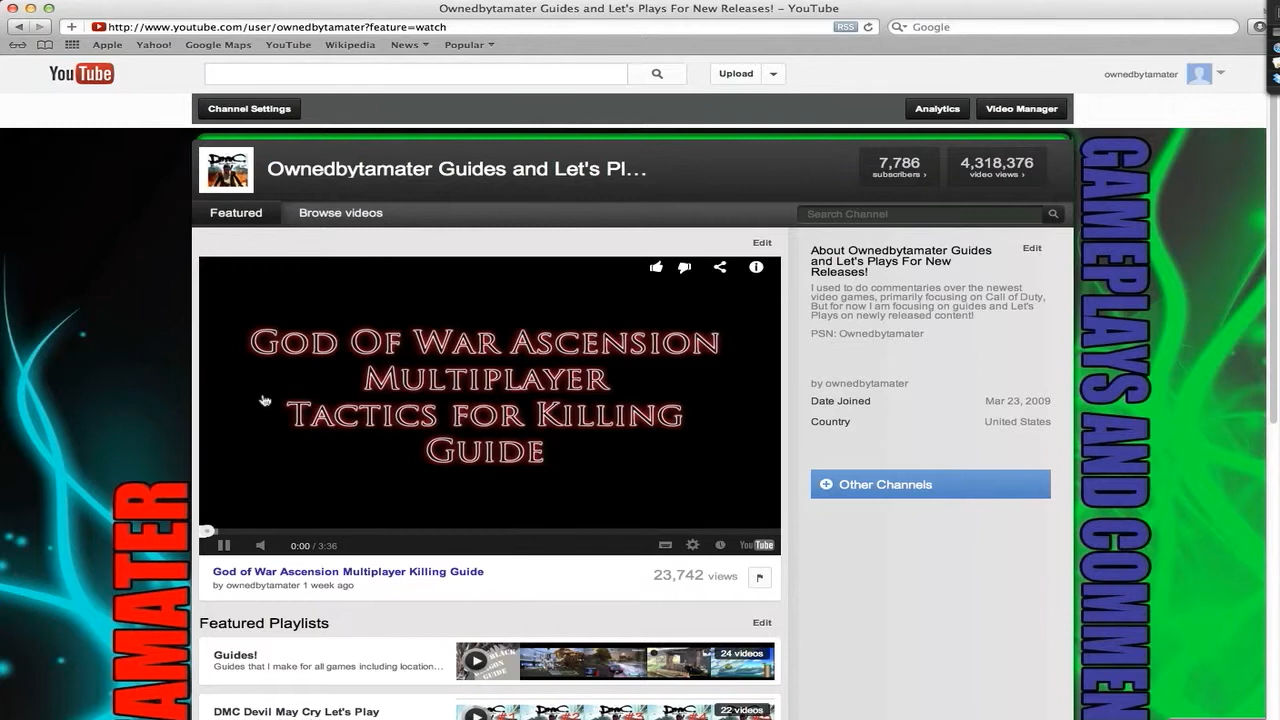 Ownedbytamater Guides and Let's Plays For New Releases! – YouTube
http://www.youtube.com/user/ownedbytamater?feature=watch
RSS
Google
Apple Yahoo! Google Maps YouTube Wikipedia News Popular
YouTube
Upload
ownedbytamater
Channel Settings
Analytics
Video Manager
DMC
Ownedbytamater Guides and Let's Pl...
7,786
subscribers ›
4,318,376
video views ›
Featured
Browse videos
Search Channel
Edit
GOD OF WAR ASCENSION
MULTIPLAYER
TACTICS FOR KILLING
GUIDE
0:00 / 3:36
YouTube
God of War Ascension Multiplayer Killing Guide
by ownedbytamater 1 week ago
23,742 views
Featured Playlists
Edit
Guides!
Guides that I make for all games including location...
24 videos
DMC Devil May Cry Let's Play
22 videos
About Ownedbytamater Guides
and Let's Plays For New
Releases!
Edit
I used to do commentaries over the newest
video games, primarily focusing on Call of Duty,
But for now I am focusing on guides and Let's
Plays on newly released content!
PSN: Ownedbytamater
by ownedbytamater
Date Joined Mar 23, 2009
Country United States
Other Channels
AMATER
GAMEPLAYS AND COMMEN